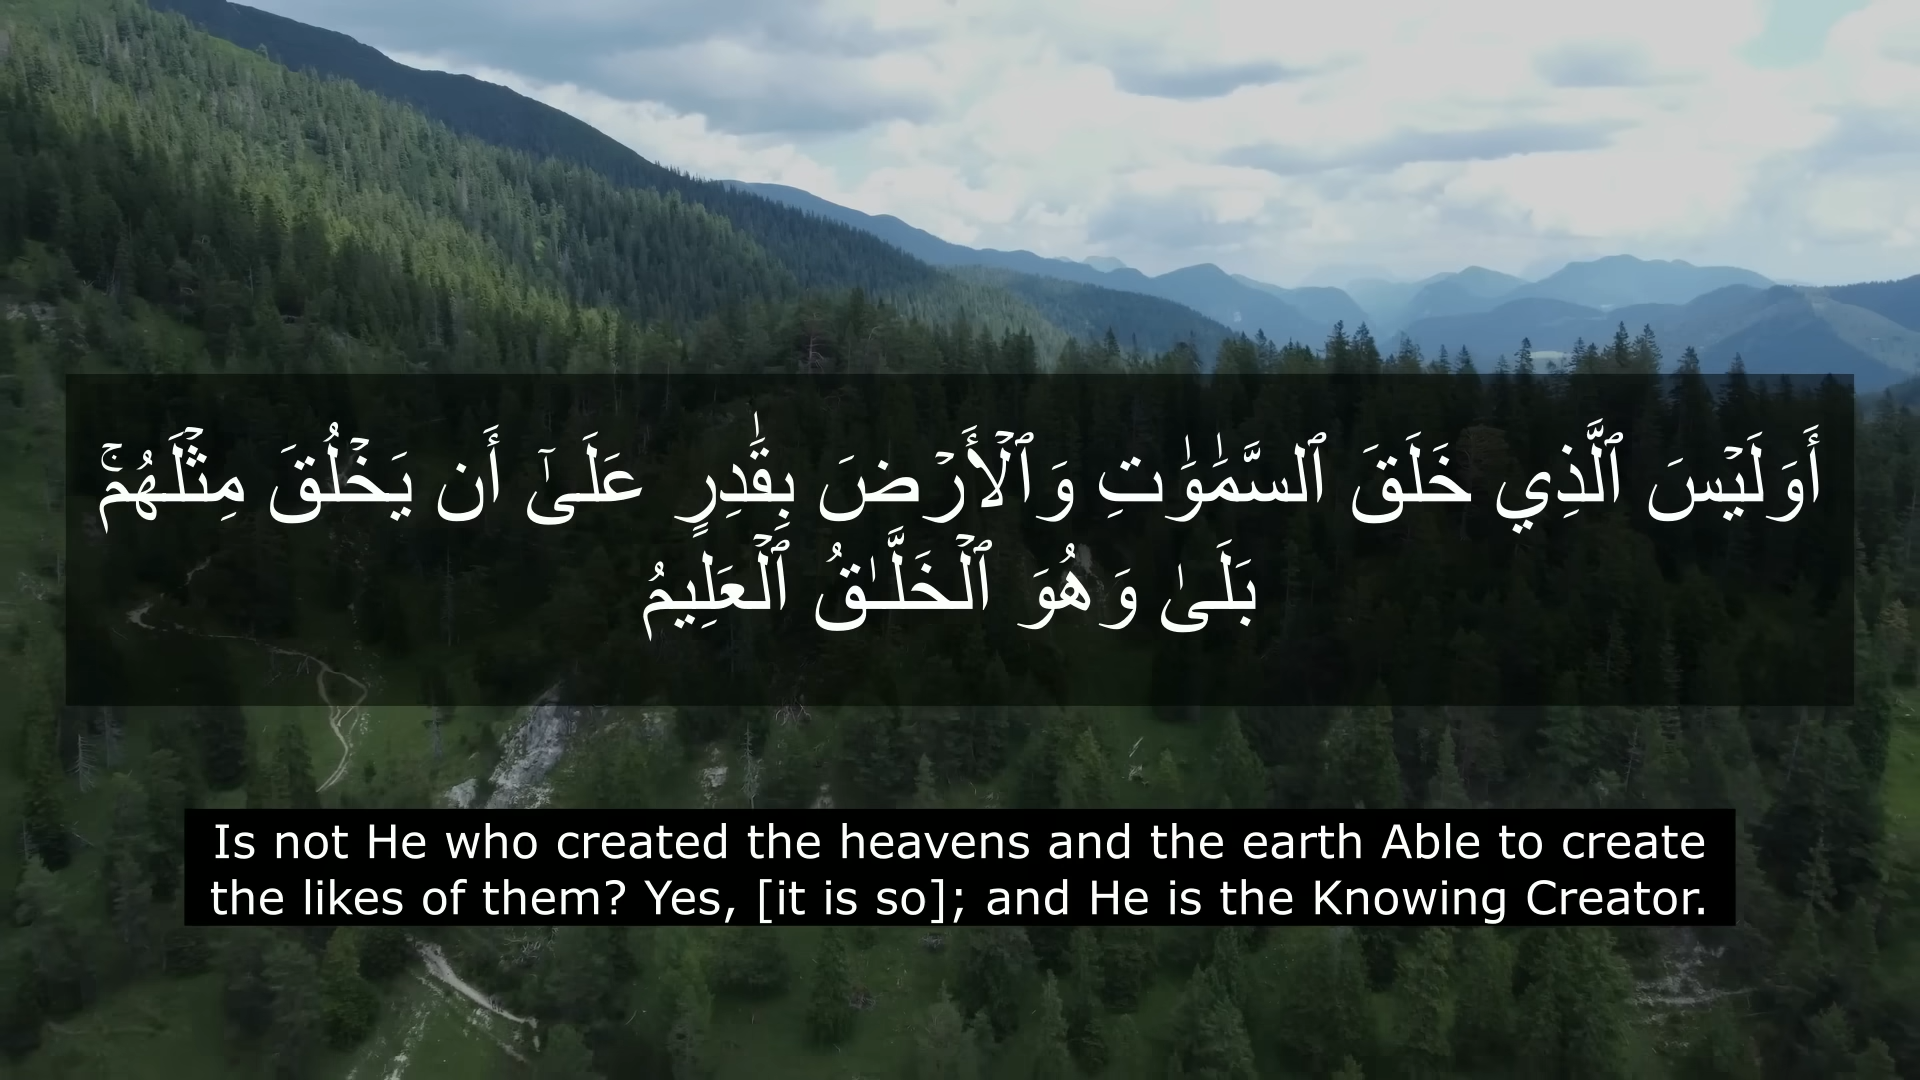 أَوَلَيۡسَ ٱلَّذِي خَلَقَ ٱلسَّمَٰوَٰتِ وَٱلۡأَرۡضَ بِقَٰدِرٍ عَلَىٰٓ أَن يَخۡلُقَ مِثۡلَهُمۚ
بَلَىٰ وَهُوَ ٱلۡخَلَّٰقُ ٱلۡعَلِيمُ
Is not He who created the heavens and the earth Able to create
the likes of them? Yes, [it is so]; and He is the Knowing Creator.